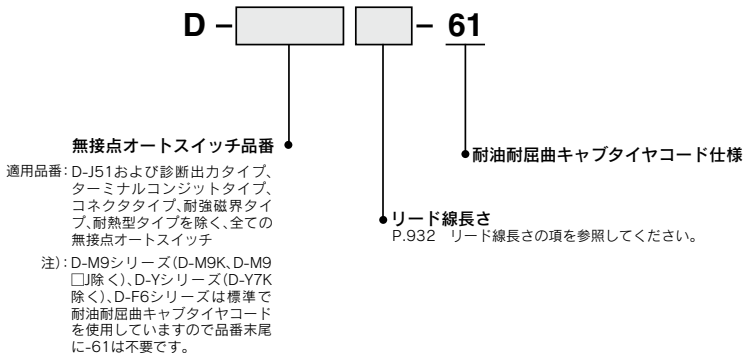 D - - 61
無接点オートスイッチ品番
適用品番：D-J51および診断出力タイプ、
ターミナルコンジットタイプ、
コネクタタイプ、耐強磁界タイ
プ、耐熱型タイプを除く、全ての
無接点オートスイッチ
注）：D-M9シリーズ（D-M9K、D-M9
□J除く）、D-Yシリーズ（D-Y7K
除く）、D-F6シリーズは標準で
耐油耐屈曲キャブタイヤコード
を使用していますので品番末尾
に-61は不要です。
リード線長さ
P.932　リード線長さの項を参照してください。
耐油耐屈曲キャブタイヤコード仕様